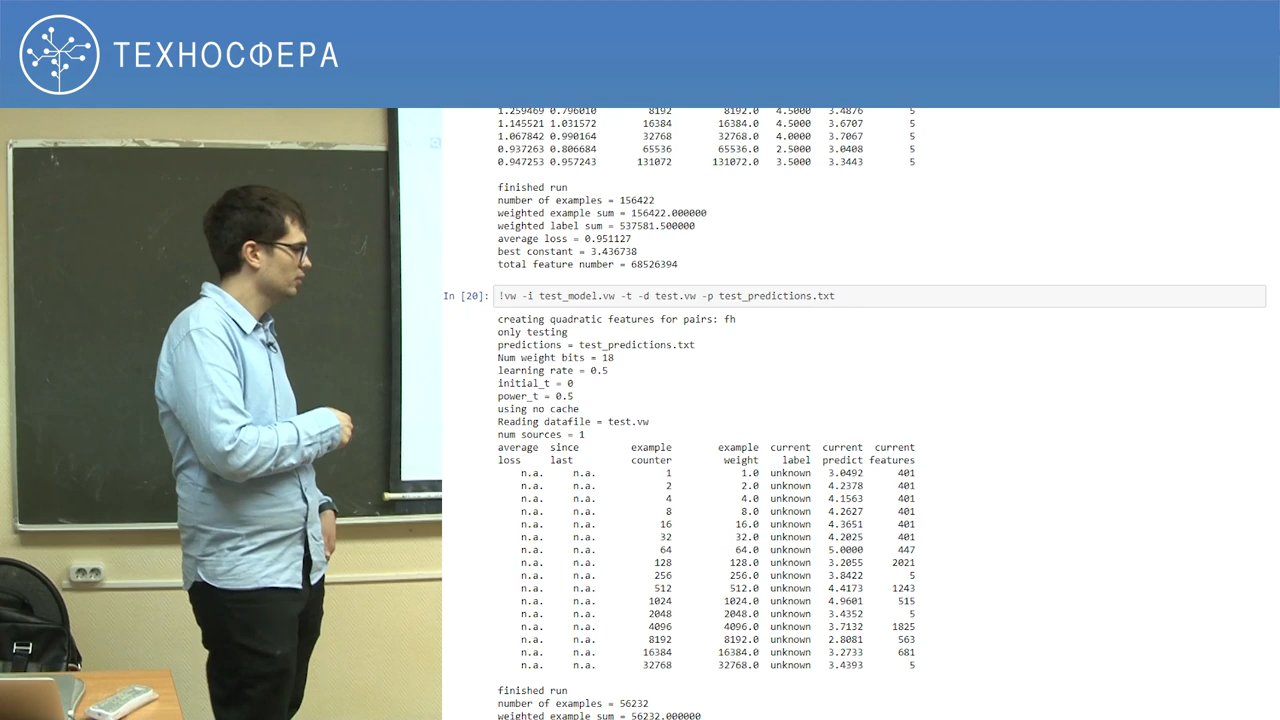 ТЕХНОСФЕРА
1.259469 0.796010 8192 8192.0 4.5000 3.4876 5
1.145521 1.031572 16384 16384.0 4.5000 3.6707 5
1.067842 0.990164 32768 32768.0 4.0000 3.7067 5
0.937263 0.806684 65536 65536.0 2.5000 3.0408 5
0.947253 0.957243 131072 131072.0 3.5000 3.3443 5
finished run
number of examples = 156422
weighted example sum = 156422.000000
weighted label sum = 537581.500000
average loss = 0.951127
best constant = 3.436738
total feature number = 68526394
In [20]: !vw -i test_model.vw -t -d test.vw -p test_predictions.txt
creating quadratic features for pairs: fh
only testing
predictions = test_predictions.txt
Num weight bits = 18
learning rate = 0.5
initial_t = 0
power_t = 0.5
using no cache
Reading datafile = test.vw
num sources = 1
average since example example current current current
loss last counter weight label predict features
n.a. n.a. 1 1.0 unknown 3.0492 401
n.a. n.a. 2 2.0 unknown 4.2378 401
n.a. n.a. 4 4.0 unknown 4.1563 401
n.a. n.a. 8 8.0 unknown 4.2627 401
n.a. n.a. 16 16.0 unknown 4.3651 401
n.a. n.a. 32 32.0 unknown 4.2025 401
n.a. n.a. 64 64.0 unknown 5.0000 447
n.a. n.a. 128 128.0 unknown 3.2055 2021
n.a. n.a. 256 256.0 unknown 3.8422 5
n.a. n.a. 512 512.0 unknown 4.4173 1243
n.a. n.a. 1024 1024.0 unknown 4.9601 515
n.a. n.a. 2048 2048.0 unknown 3.4352 5
n.a. n.a. 4096 4096.0 unknown 3.7132 1825
n.a. n.a. 8192 8192.0 unknown 2.8081 563
n.a. n.a. 16384 16384.0 unknown 3.2733 681
n.a. n.a. 32768 32768.0 unknown 3.4393 5
finished run
number of examples = 56232
weighted example sum = 56232.000000